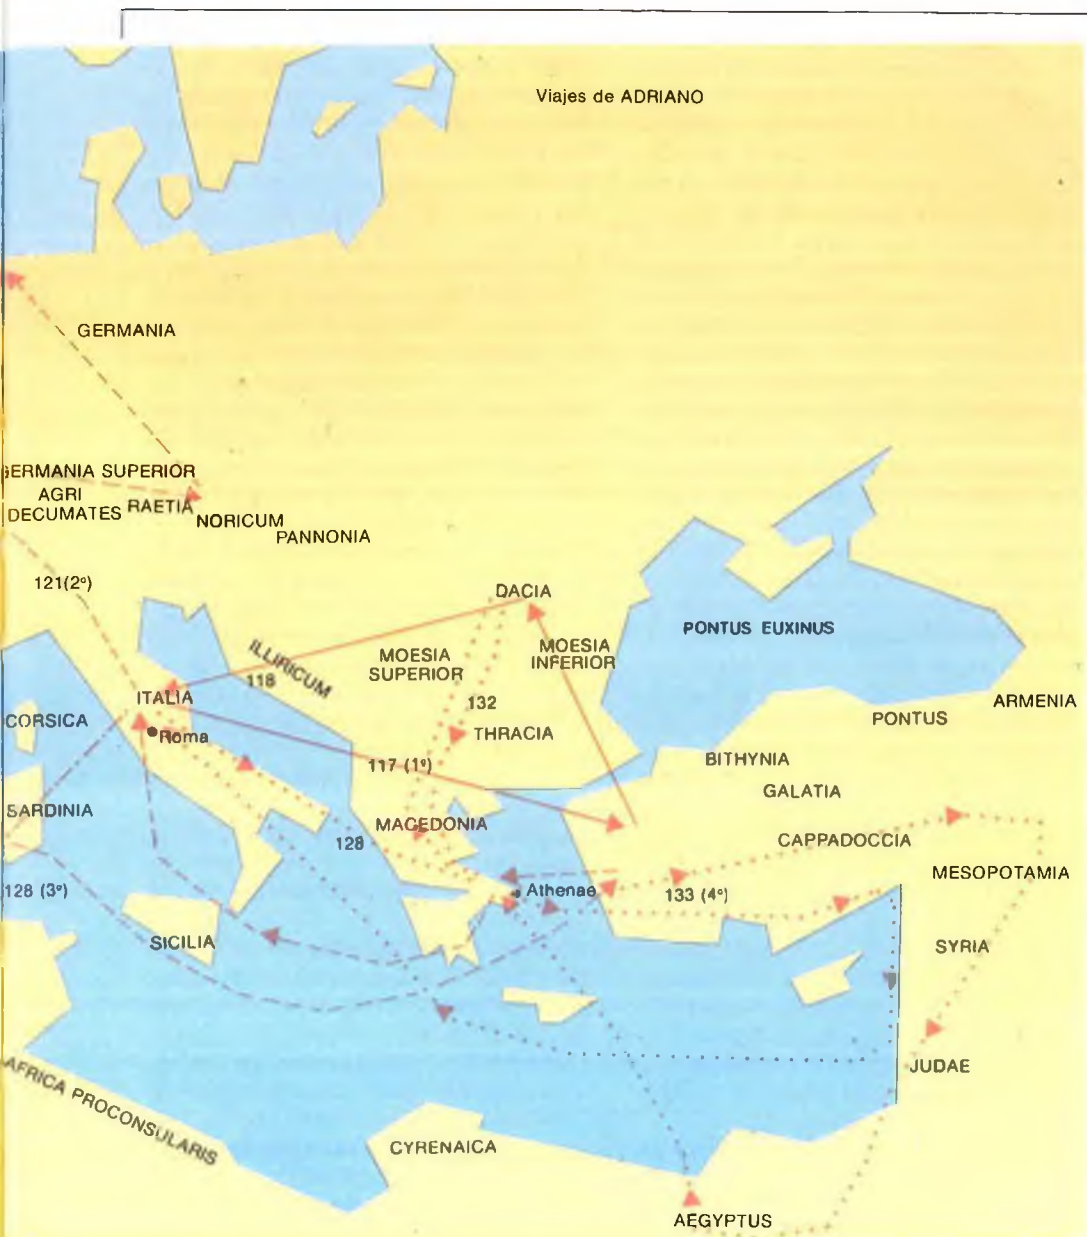 Viajes de ADRIANO
GERMANIA
GERMANIA SUPERIOR
AGRI
DECUMATES
RAETIA
NORICUM
PANNONIA
121(2º)
DACIA
PONTUS EUXINUS
ILLIRICUM
118
MOESIA
SUPERIOR
MOESIA
INFERIOR
ITALIA
132
ARMENIA
CORSICA
Roma
THRACIA
PONTUS
117 (1º)
BITHYNIA
GALATIA
SARDINIA
MACEDONIA
128
CAPPADOCCIA
MESOPOTAMIA
128 (3º)
Athenae
133 (4º)
SICILIA
SYRIA
JUDAE
AFRICA PROCONSULARIS
CYRENAICA
AEGYPTUS